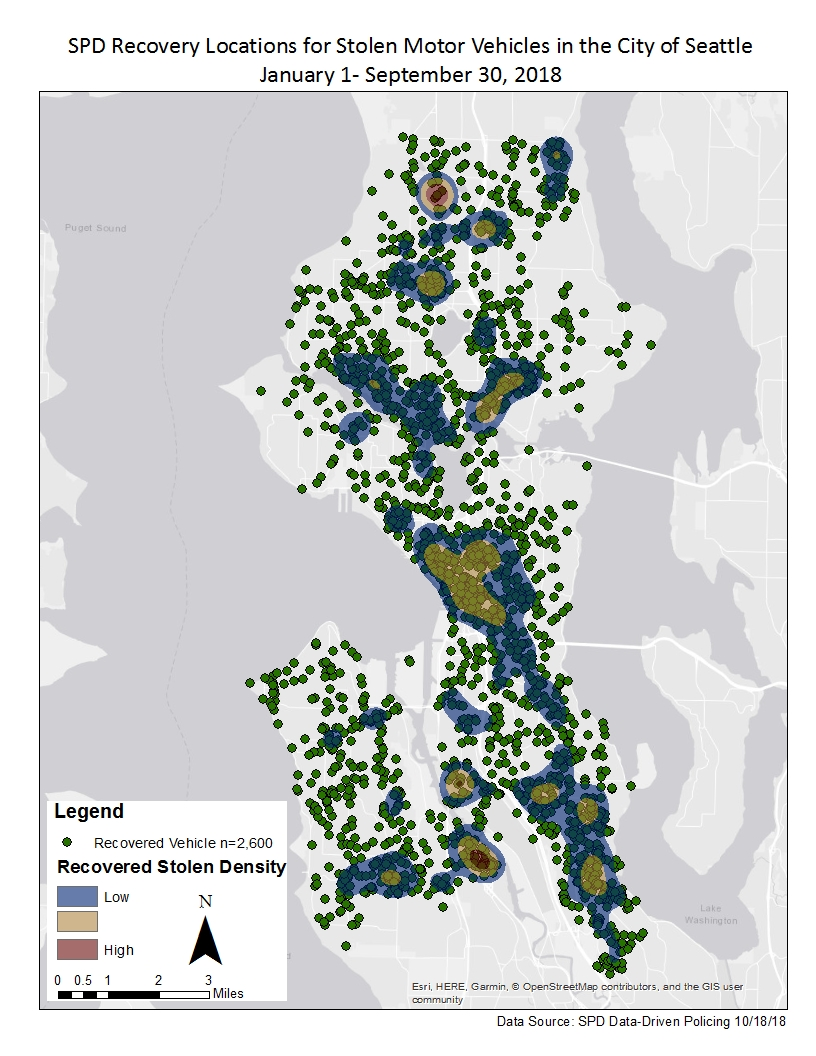 SPD Recovery Locations for Stolen Motor Vehicles in the City of Seattle
January 1- September 30, 2018
Puget Sound
Legend
Recovered Vehicle n=2,600
Recovered Stolen Density
Low
High
N
0 0.5 1 2 3
Miles
Lake
Washington
Esri, HERE, Garmin, © OpenStreetMap contributors, and the GIS user
community
Data Source: SPD Data-Driven Policing 10/18/18